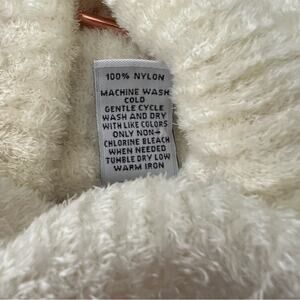 100% NYLON
MACHINE WASH
COLD
GENTLE CYCLE
WASH AND DRY
WITH LIKE COLORS
ONLY NON-
CHLORINE BLEACH
WHEN NEEDED
TUMBLE DRY LOW
WARM IRON